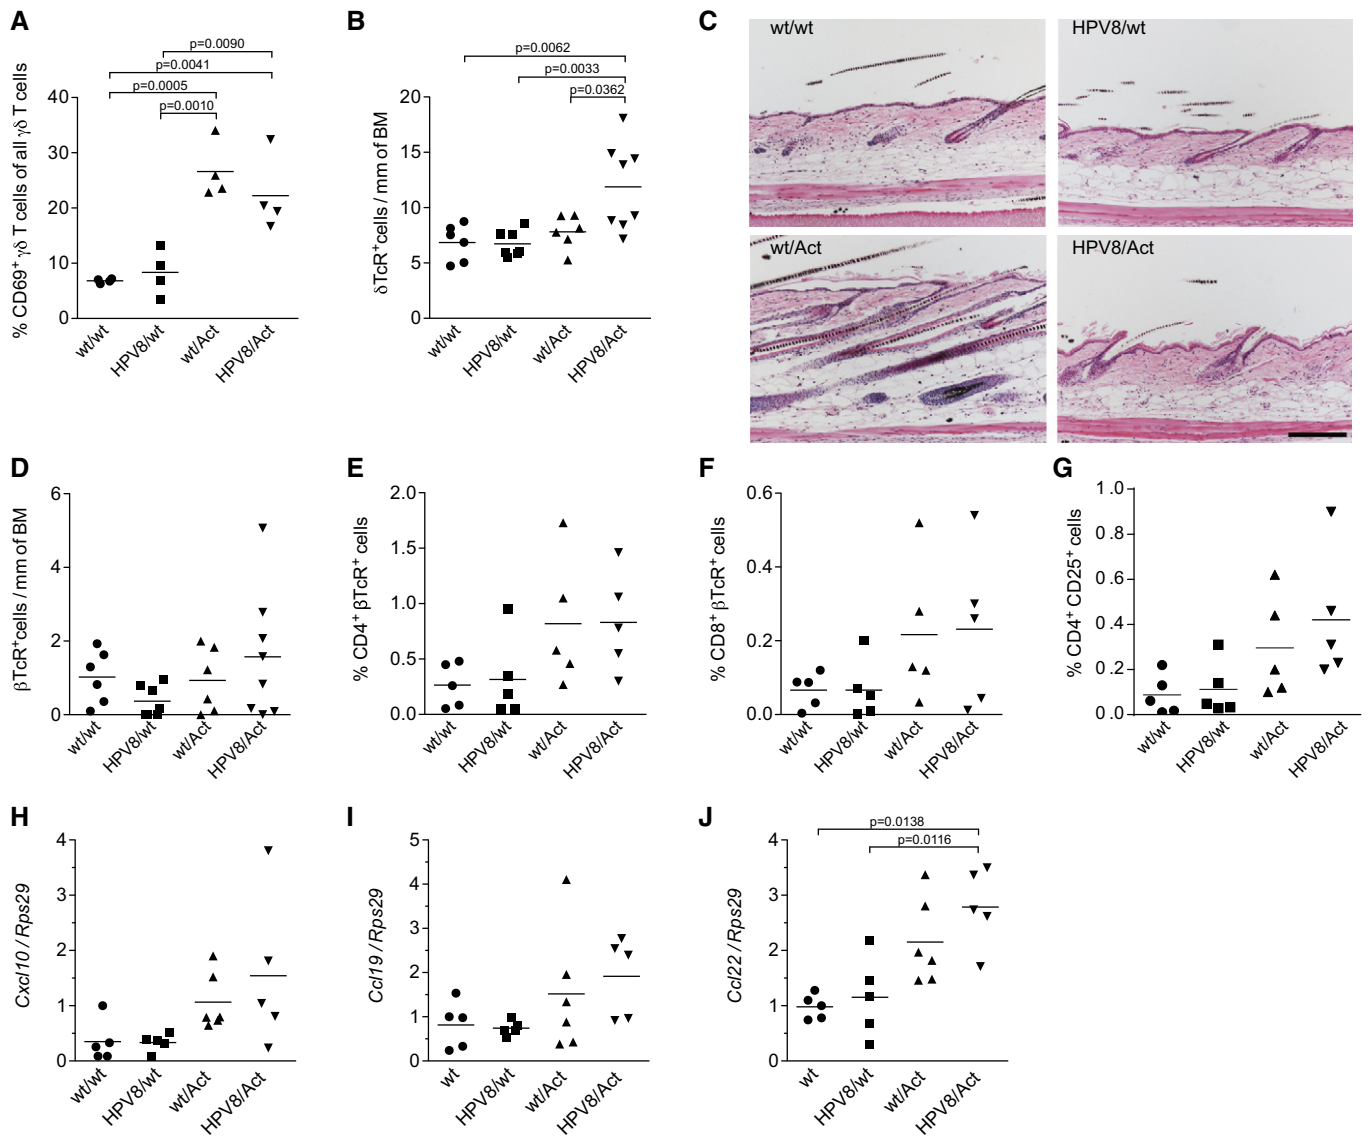 A
p=0.0090
p=0.0041
p=0.0005
p=0.0010
% CD69+ γδ T cells of all γδ T cells
40
30
20
10
0
wt/wt
HPV8/wt
wt/Act
HPV8/Act
B
p=0.0062
p=0.0033
p=0.0362
δTcR+cells / mm of BM
20
15
10
5
0
wt/wt
HPV8/wt
wt/Act
HPV8/Act
C
wt/wt
HPV8/wt
wt/Act
HPV8/Act
D
βTcR+cells / mm of BM
6
4
2
0
wt/wt
HPV8/wt
wt/Act
HPV8/Act
E
% CD4+ βTcR+ cells
2.0
1.5
1.0
0.5
0.0
wt/wt
HPV8/wt
wt/Act
HPV8/Act
F
% CD8+ βTcR+ cells
0.6
0.4
0.2
0.0
wt/wt
HPV8/wt
wt/Act
HPV8/Act
G
% CD4+ CD25+ cells
1.0
0.8
0.6
0.4
0.2
0.0
wt/wt
HPV8/wt
wt/Act
HPV8/Act
H
Cxcl10 / Rps29
4
3
2
1
0
wt/wt
HPV8/wt
wt/Act
HPV8/Act
I
Ccl19 / Rps29
5
4
3
2
1
0
wt
HPV8/wt
wt/Act
HPV8/Act
J
p=0.0138
p=0.0116
Ccl22 / Rps29
4
3
2
1
0
wt
HPV8/wt
wt/Act
HPV8/Act